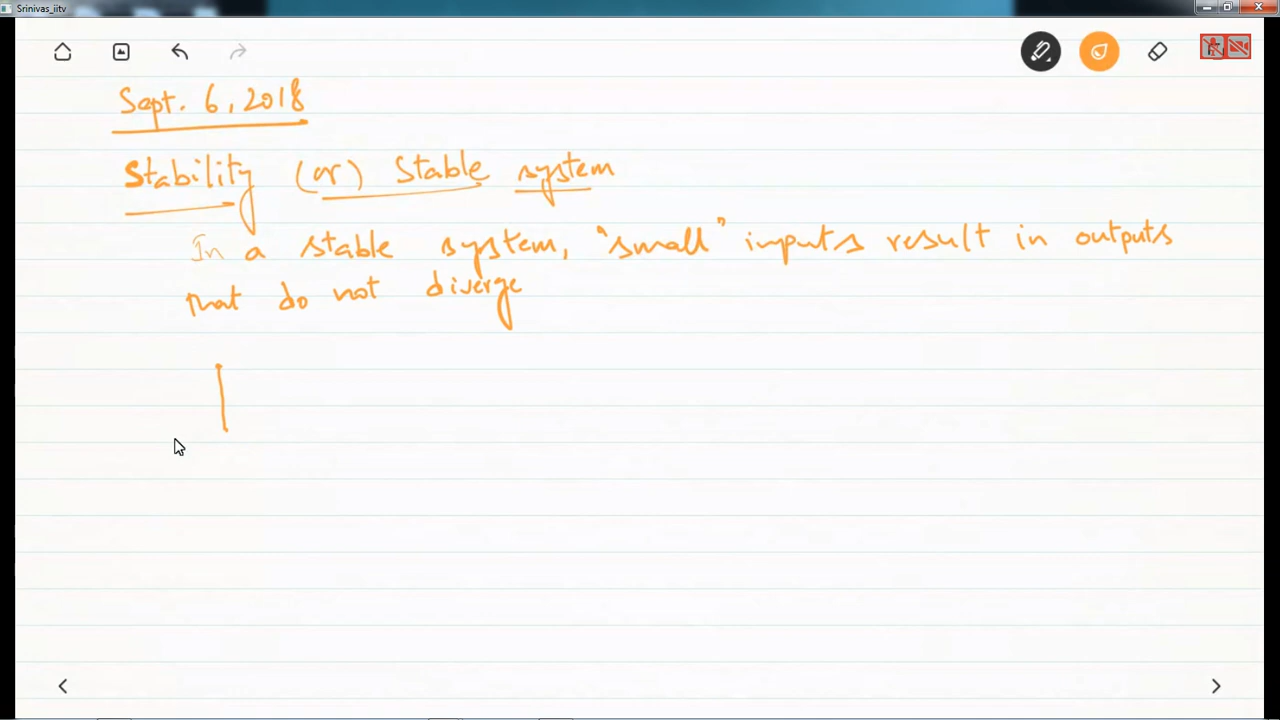 Srinivas_iitv
Sept. 6, 2018
Stability (or) Stable system
In a stable system, "small" inputs result in outputs
that do not diverge